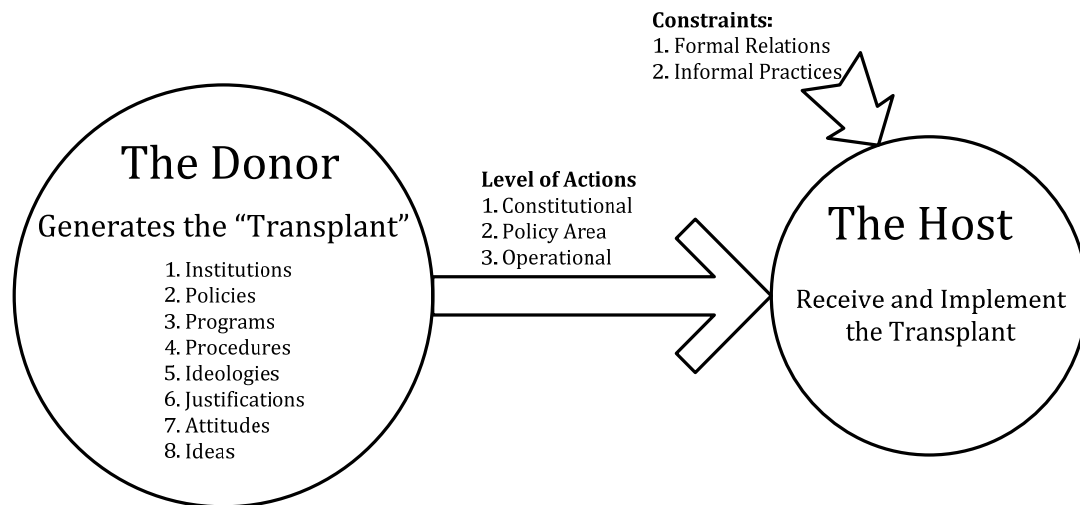 The Donor
Generates the “Transplant”
1. Institutions
2. Policies
3. Programs
4. Procedures
5. Ideologies
6. Justifications
7. Attitudes
8. Ideas
Level of Actions
1. Constitutional
2. Policy Area
3. Operational
Constraints:
1. Formal Relations
2. Informal Practices
The Host
Receive and Implement
the Transplant